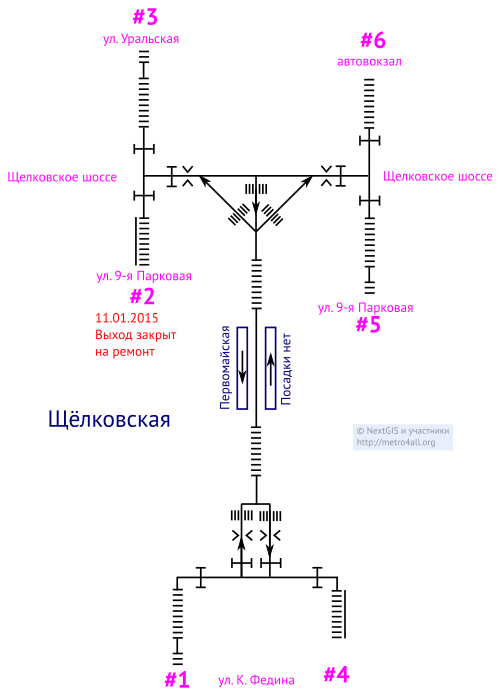 #3
ул. Уральская
#6
автовокзал
Щелковское шоссе
Щелковское шоссе
ул. 9-я Парковая
#2
11.01.2015
Выход закрыт
на ремонт
ул. 9-я Парковая
#5
Первомайская
Посадки нет
Щёлковская
© NextGIS и участники
http://metro4all.org
#1
ул. К. Федина
#4